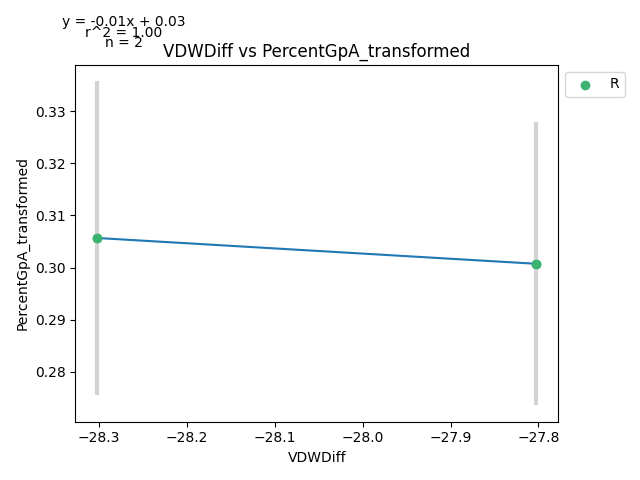 y = -0.01x + 0.03
r^2 = 1.00
n = 2
VDWDiff vs PercentGpA_transformed
R
PercentGpA_transformed
0.33
0.32
0.31
0.30
0.29
0.28
−28.3 −28.2 −28.1 −28.0 −27.9 −27.8
VDWDiff